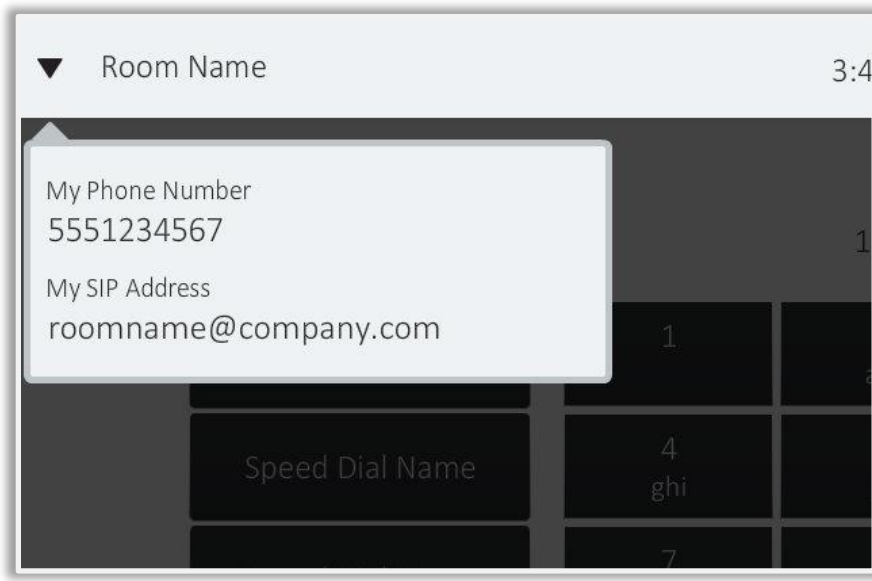 Room Name
3:4
My Phone Number
5551234567
My SIP Address
roomname@company.com
1
1
Speed Dial Name
4
ghi
7